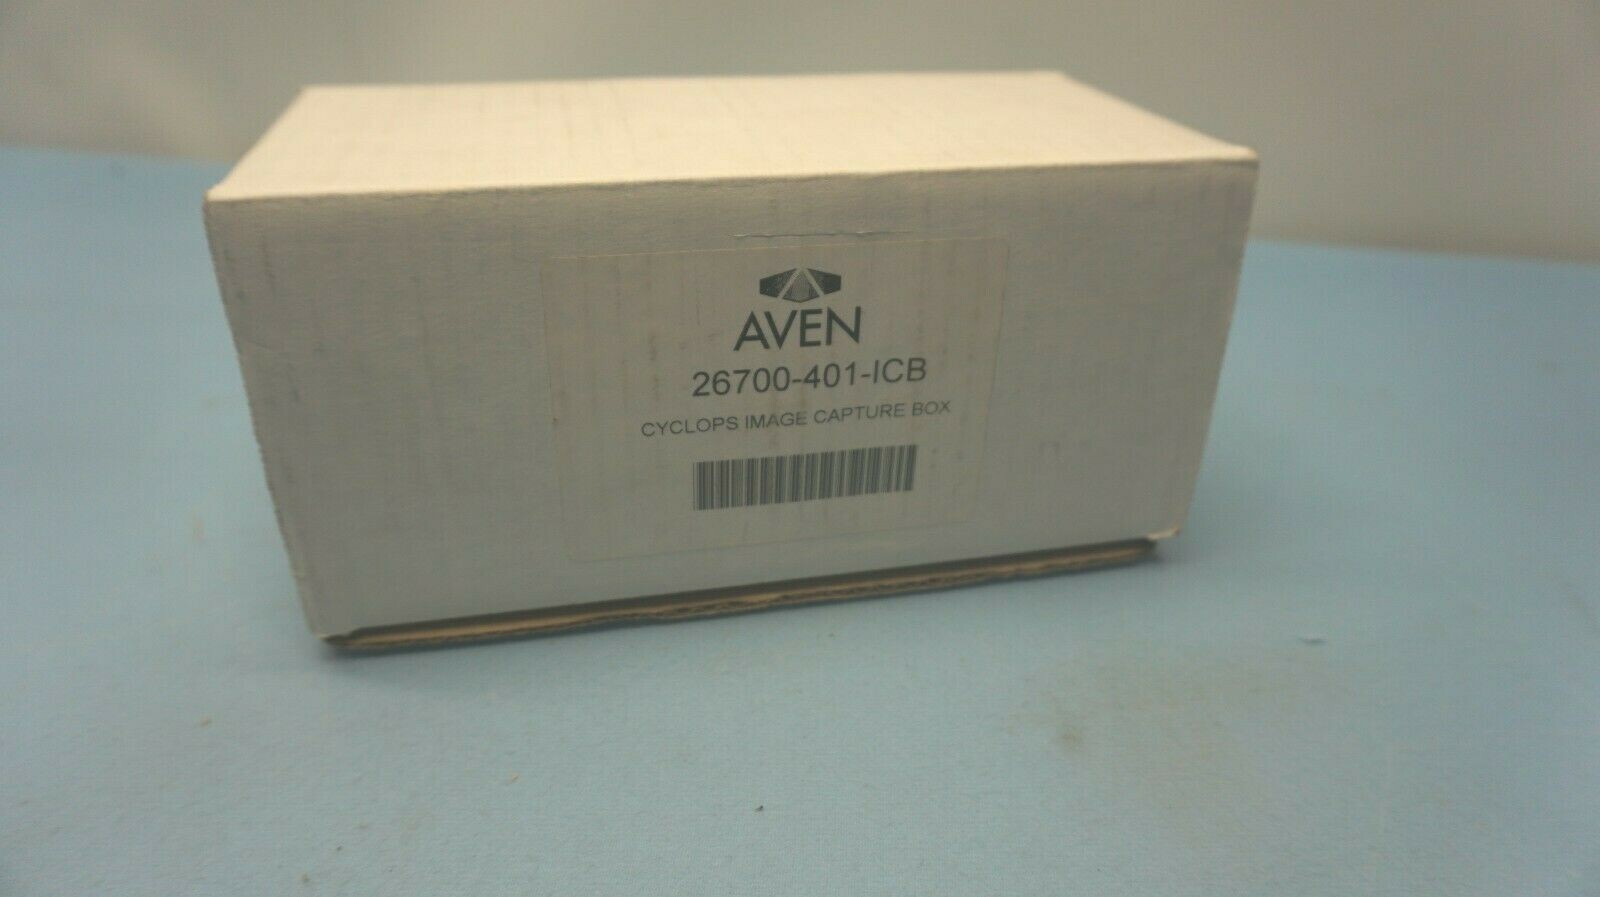 AVEN
26700-401-ICB
CYCLOPS IMAGE CAPTURE BOX